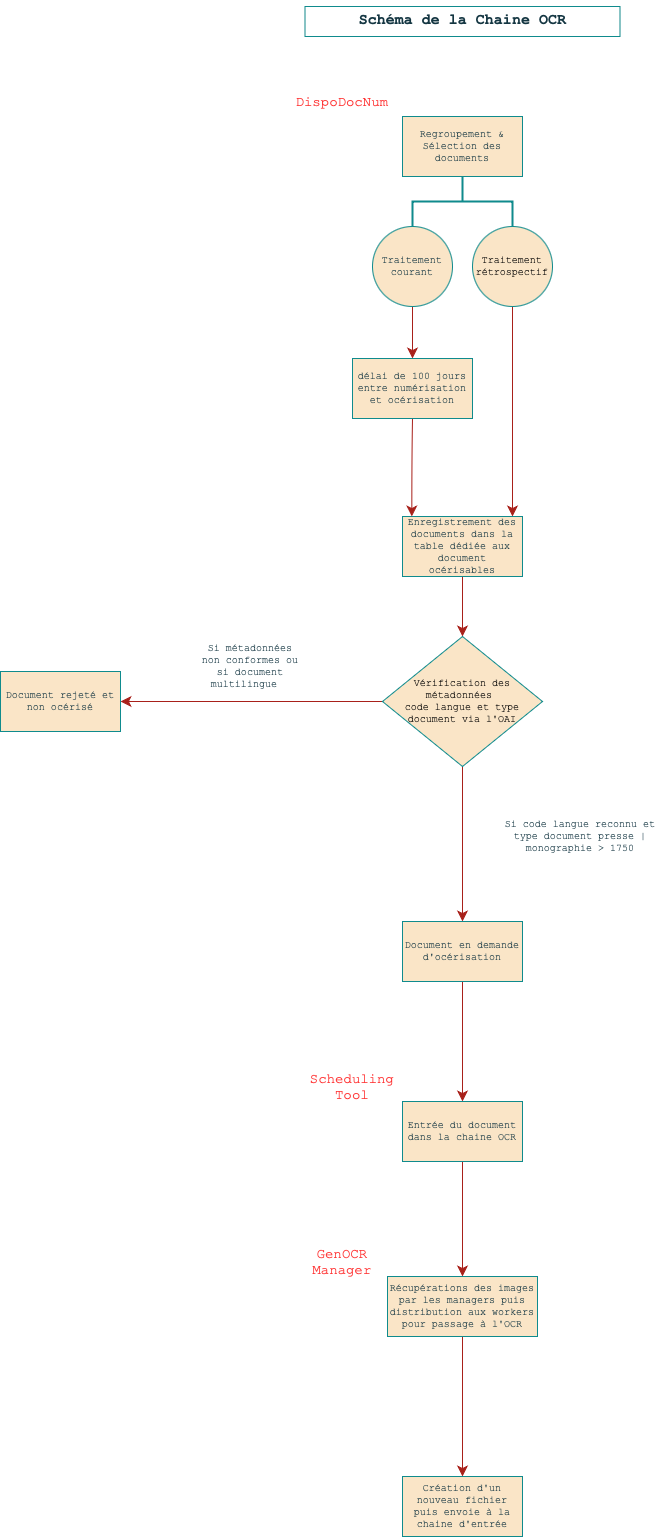 Schéma de la Chaine OCR
DispoDocNum
Regroupement &
Sélection des
documents
Traitement
courant
Traitement
rétrospectif
délai de 100 jours
entre numérisation
et océrisation
Enregistrement des
documents dans la
table dédiée aux
document
océrisables
Si métadonnées
non conformes ou
si document
multilingue
Document rejeté et
non océrisé
Vérification des
métadonnées
code langue et type
document via l'OAI
Si code langue reconnu et
type document presse |
monographie > 1750
Document en demande
d'océrisation
Scheduling
Tool
Entrée du document
dans la chaine OCR
GenOCR
Manager
Récupérations des images
par les managers puis
distribution aux workers
pour passage à l'OCR
Création d'un
nouveau fichier
puis envoie à la
chaine d'entrée